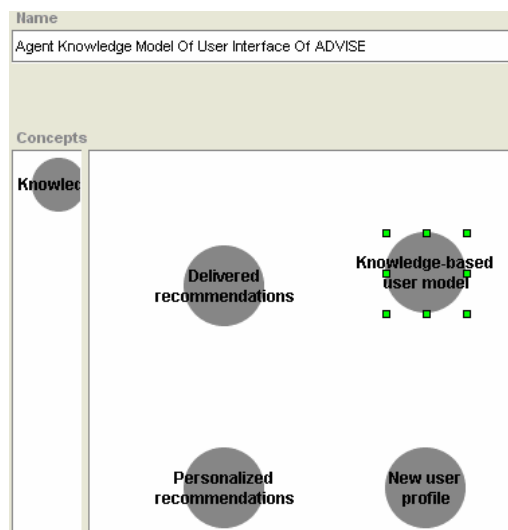 Name
Agent Knowledge Model Of User Interface Of ADVISE
Concepts
Knowled
Delivered
recommendations
Knowledge-based
user model
Personalized
recommendations
New user
profile